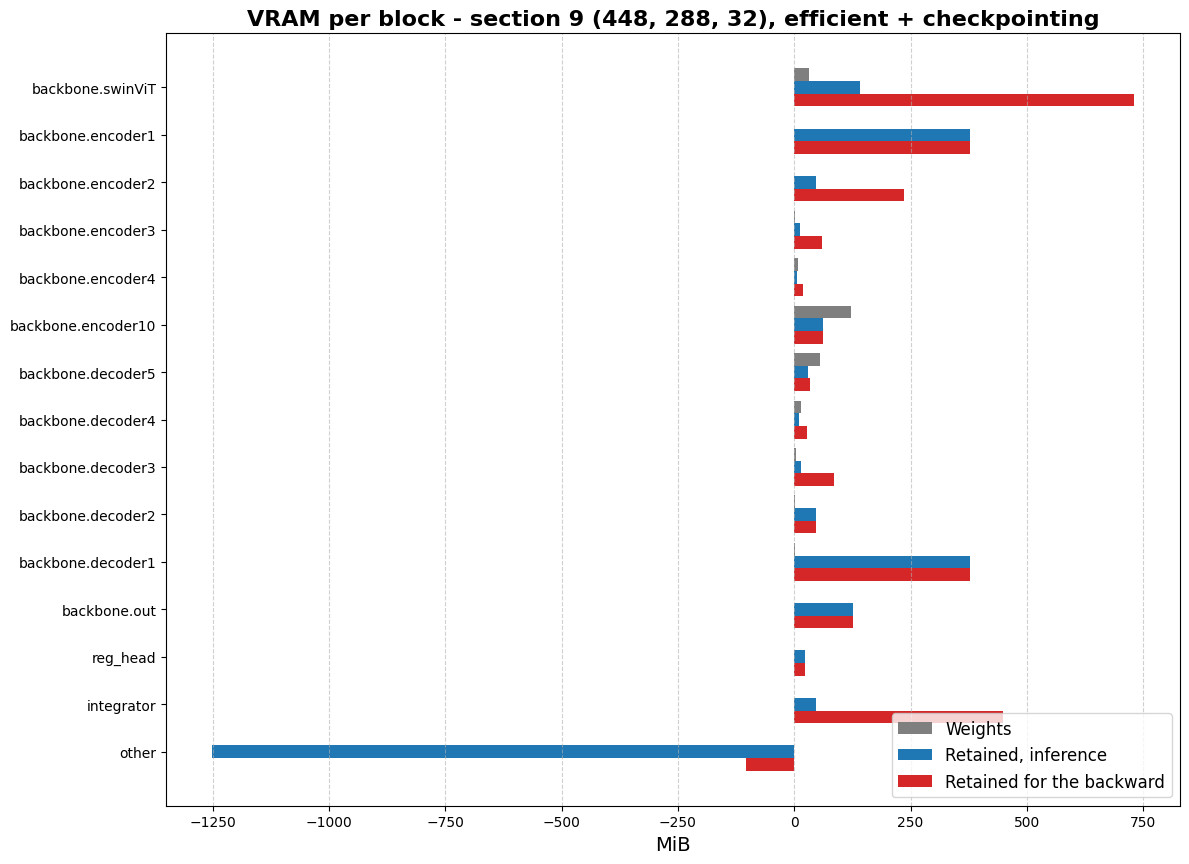 VRAM per block - section 9 (448, 288, 32), efficient + checkpointing
backbone.swinViT
backbone.encoder1
backbone.encoder2
backbone.encoder3
backbone.encoder4
backbone.encoder10
backbone.decoder5
backbone.decoder4
backbone.decoder3
backbone.decoder2
backbone.decoder1
backbone.out
reg_head
integrator
other
Weights
Retained, inference
Retained for the backward
−1250 −1000 −750 −500 −250 0 250 500 750
MiB